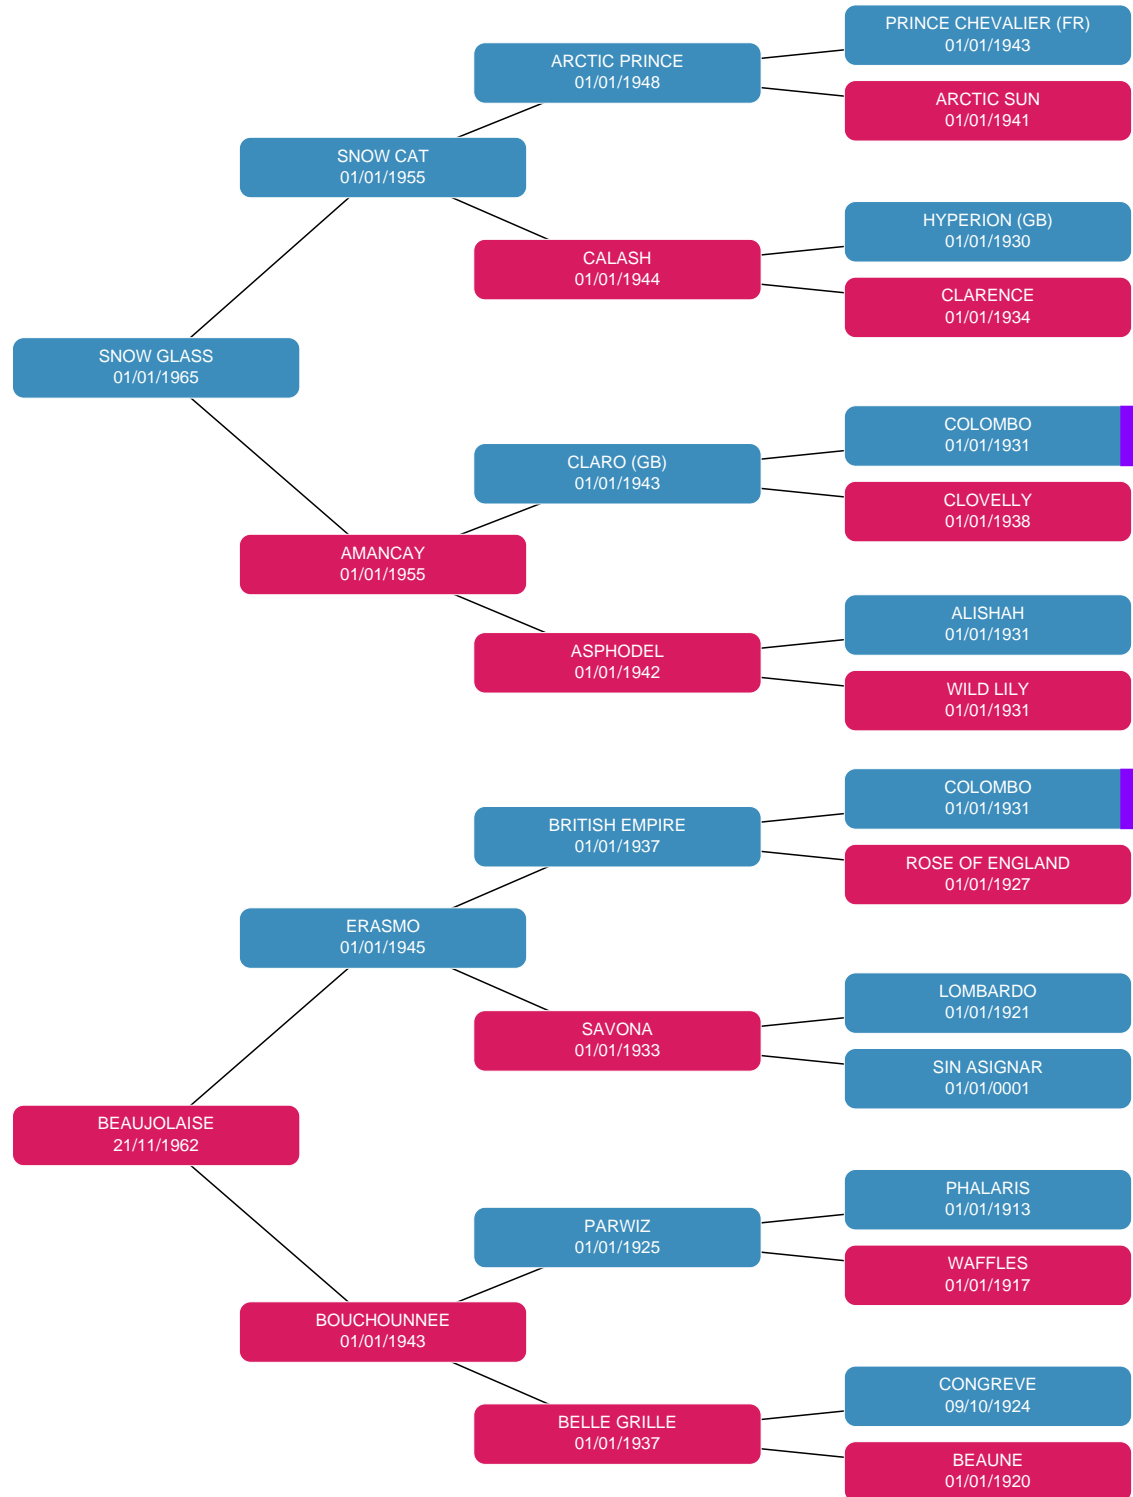 PRINCE CHEVALIER (FR)
01/01/1943
ARCTIC PRINCE
01/01/1948
ARCTIC SUN
01/01/1941
SNOW CAT
01/01/1955
HYPERION (GB)
01/01/1930
CALASH
01/01/1944
CLARENCE
01/01/1934
SNOW GLASS
01/01/1965
COLOMBO
01/01/1931
CLARO (GB)
01/01/1943
CLOVELLY
01/01/1938
AMANCAY
01/01/1955
ALISHAH
01/01/1931
ASPHODEL
01/01/1942
WILD LILY
01/01/1931
COLOMBO
01/01/1931
BRITISH EMPIRE
01/01/1937
ROSE OF ENGLAND
01/01/1927
ERASMO
01/01/1945
LOMBARDO
01/01/1921
SAVONA
01/01/1933
SIN ASIGNAR
01/01/0001
BEAUJOLAISE
21/11/1962
PHALARIS
01/01/1913
PARWIZ
01/01/1925
WAFFLES
01/01/1917
BOUCHOUNNEE
01/01/1943
CONGREVE
09/10/1924
BELLE GRILLE
01/01/1937
BEAUNE
01/01/1920